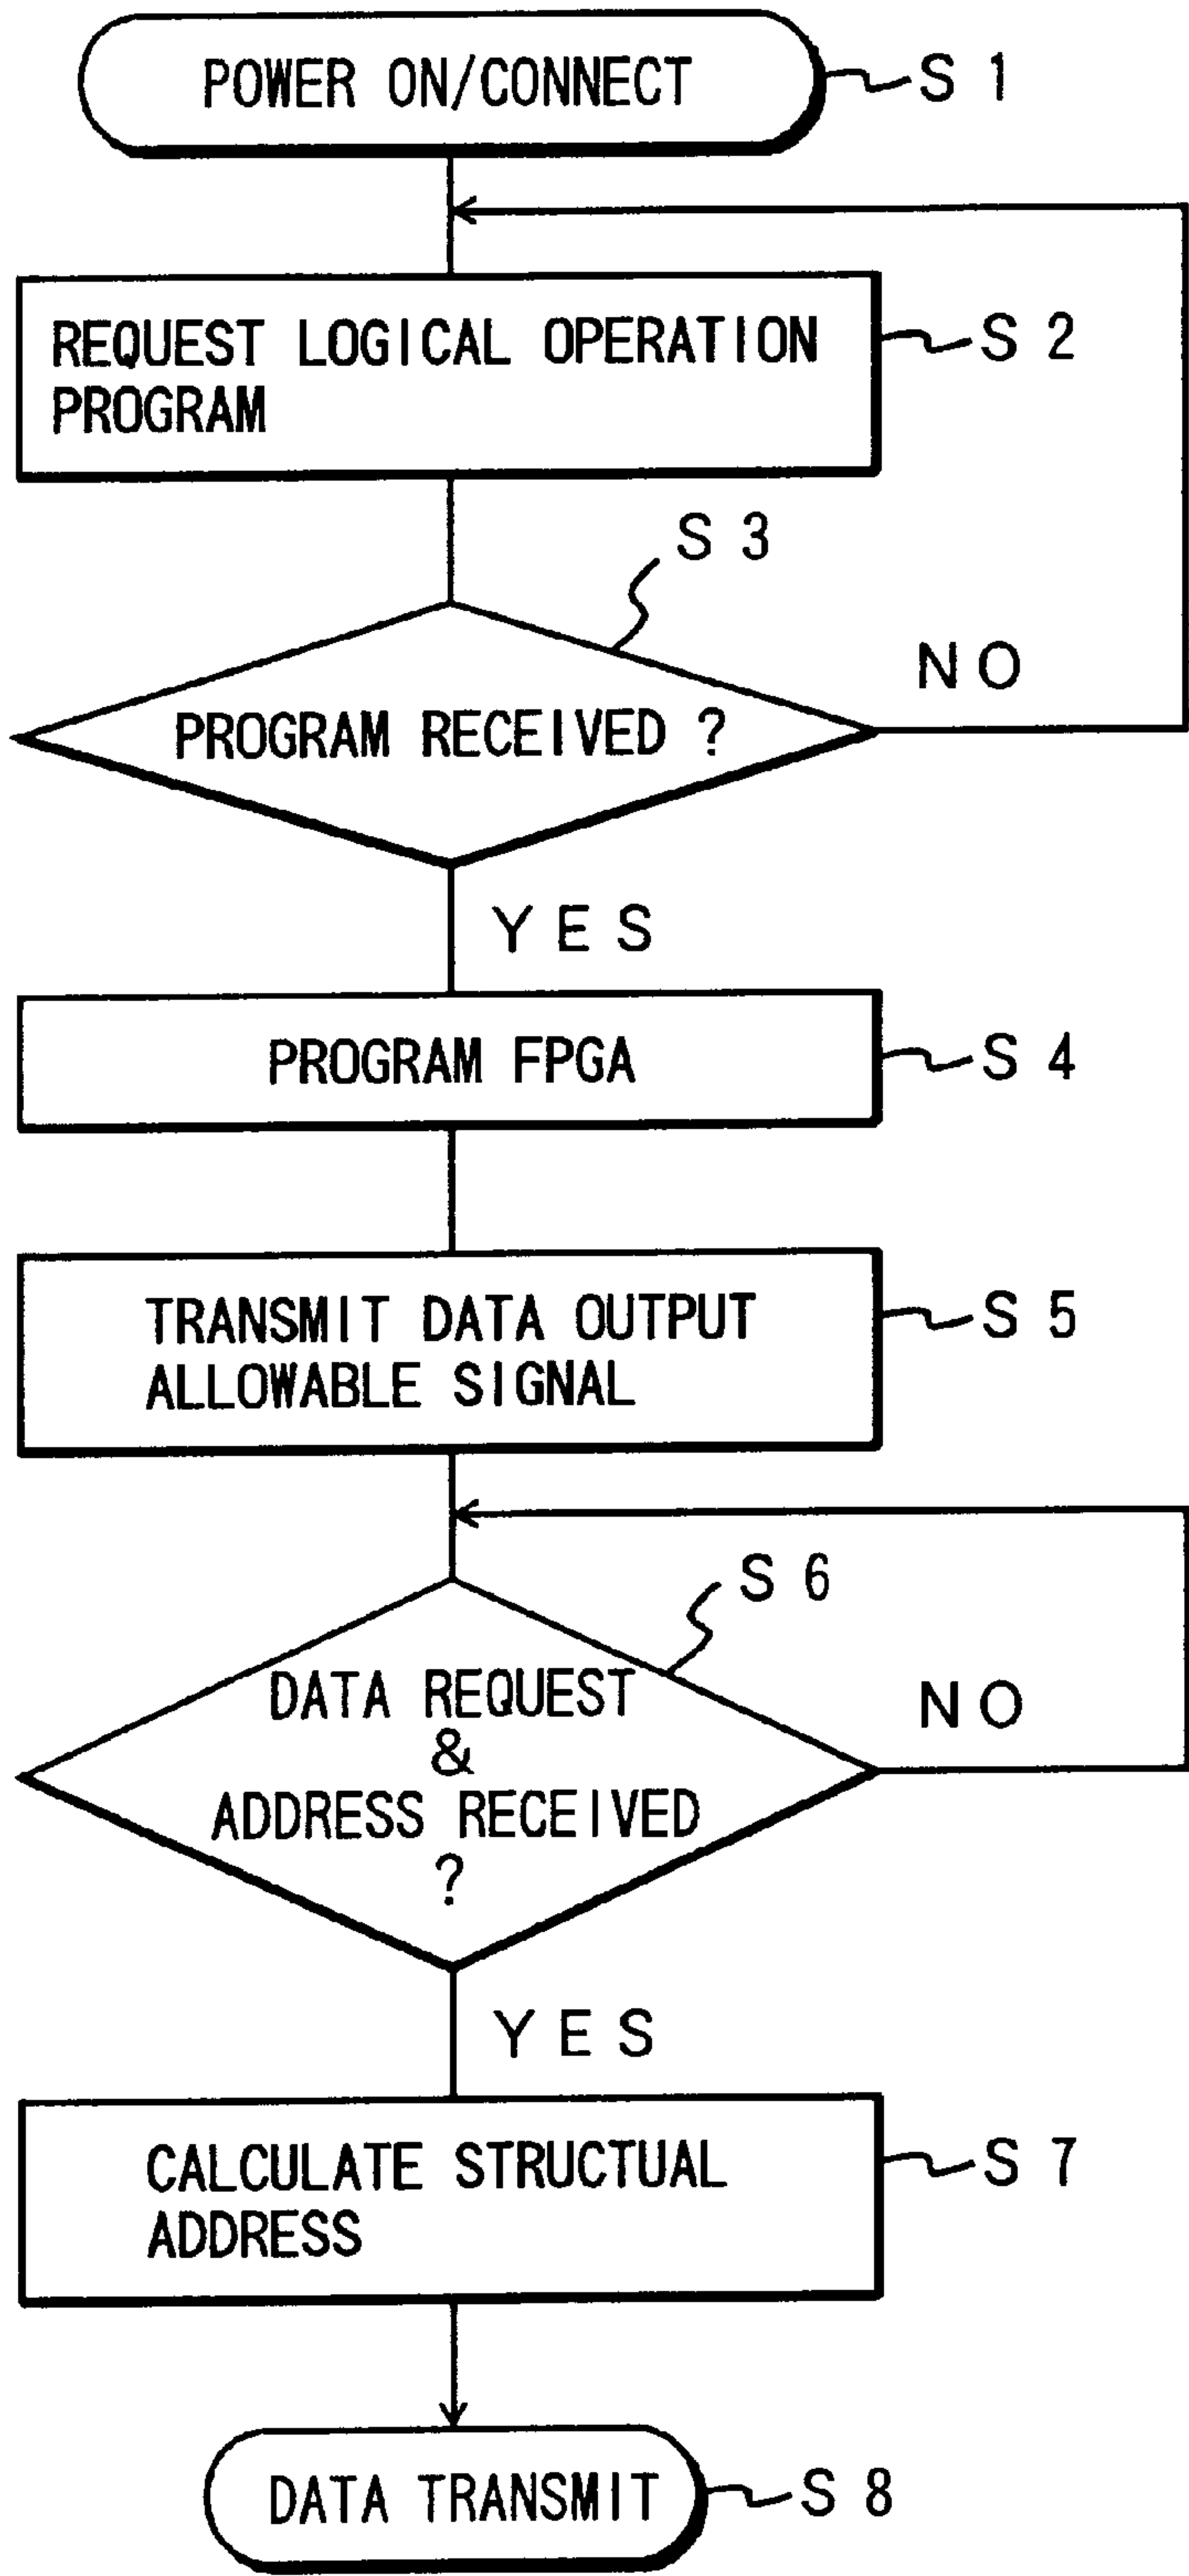 POWER ON/CONNECT
S 1
REQUEST LOGICAL OPERATION
PROGRAM
S 2
S 3
PROGRAM RECEIVED ?
NO
YES
PROGRAM FPGA
S 4
TRANSMIT DATA OUTPUT
ALLOWABLE SIGNAL
S 5
S 6
DATA REQUEST
&
ADDRESS RECEIVED
?
NO
YES
CALCULATE STRUCTUAL
ADDRESS
S 7
DATA TRANSMIT
S 8